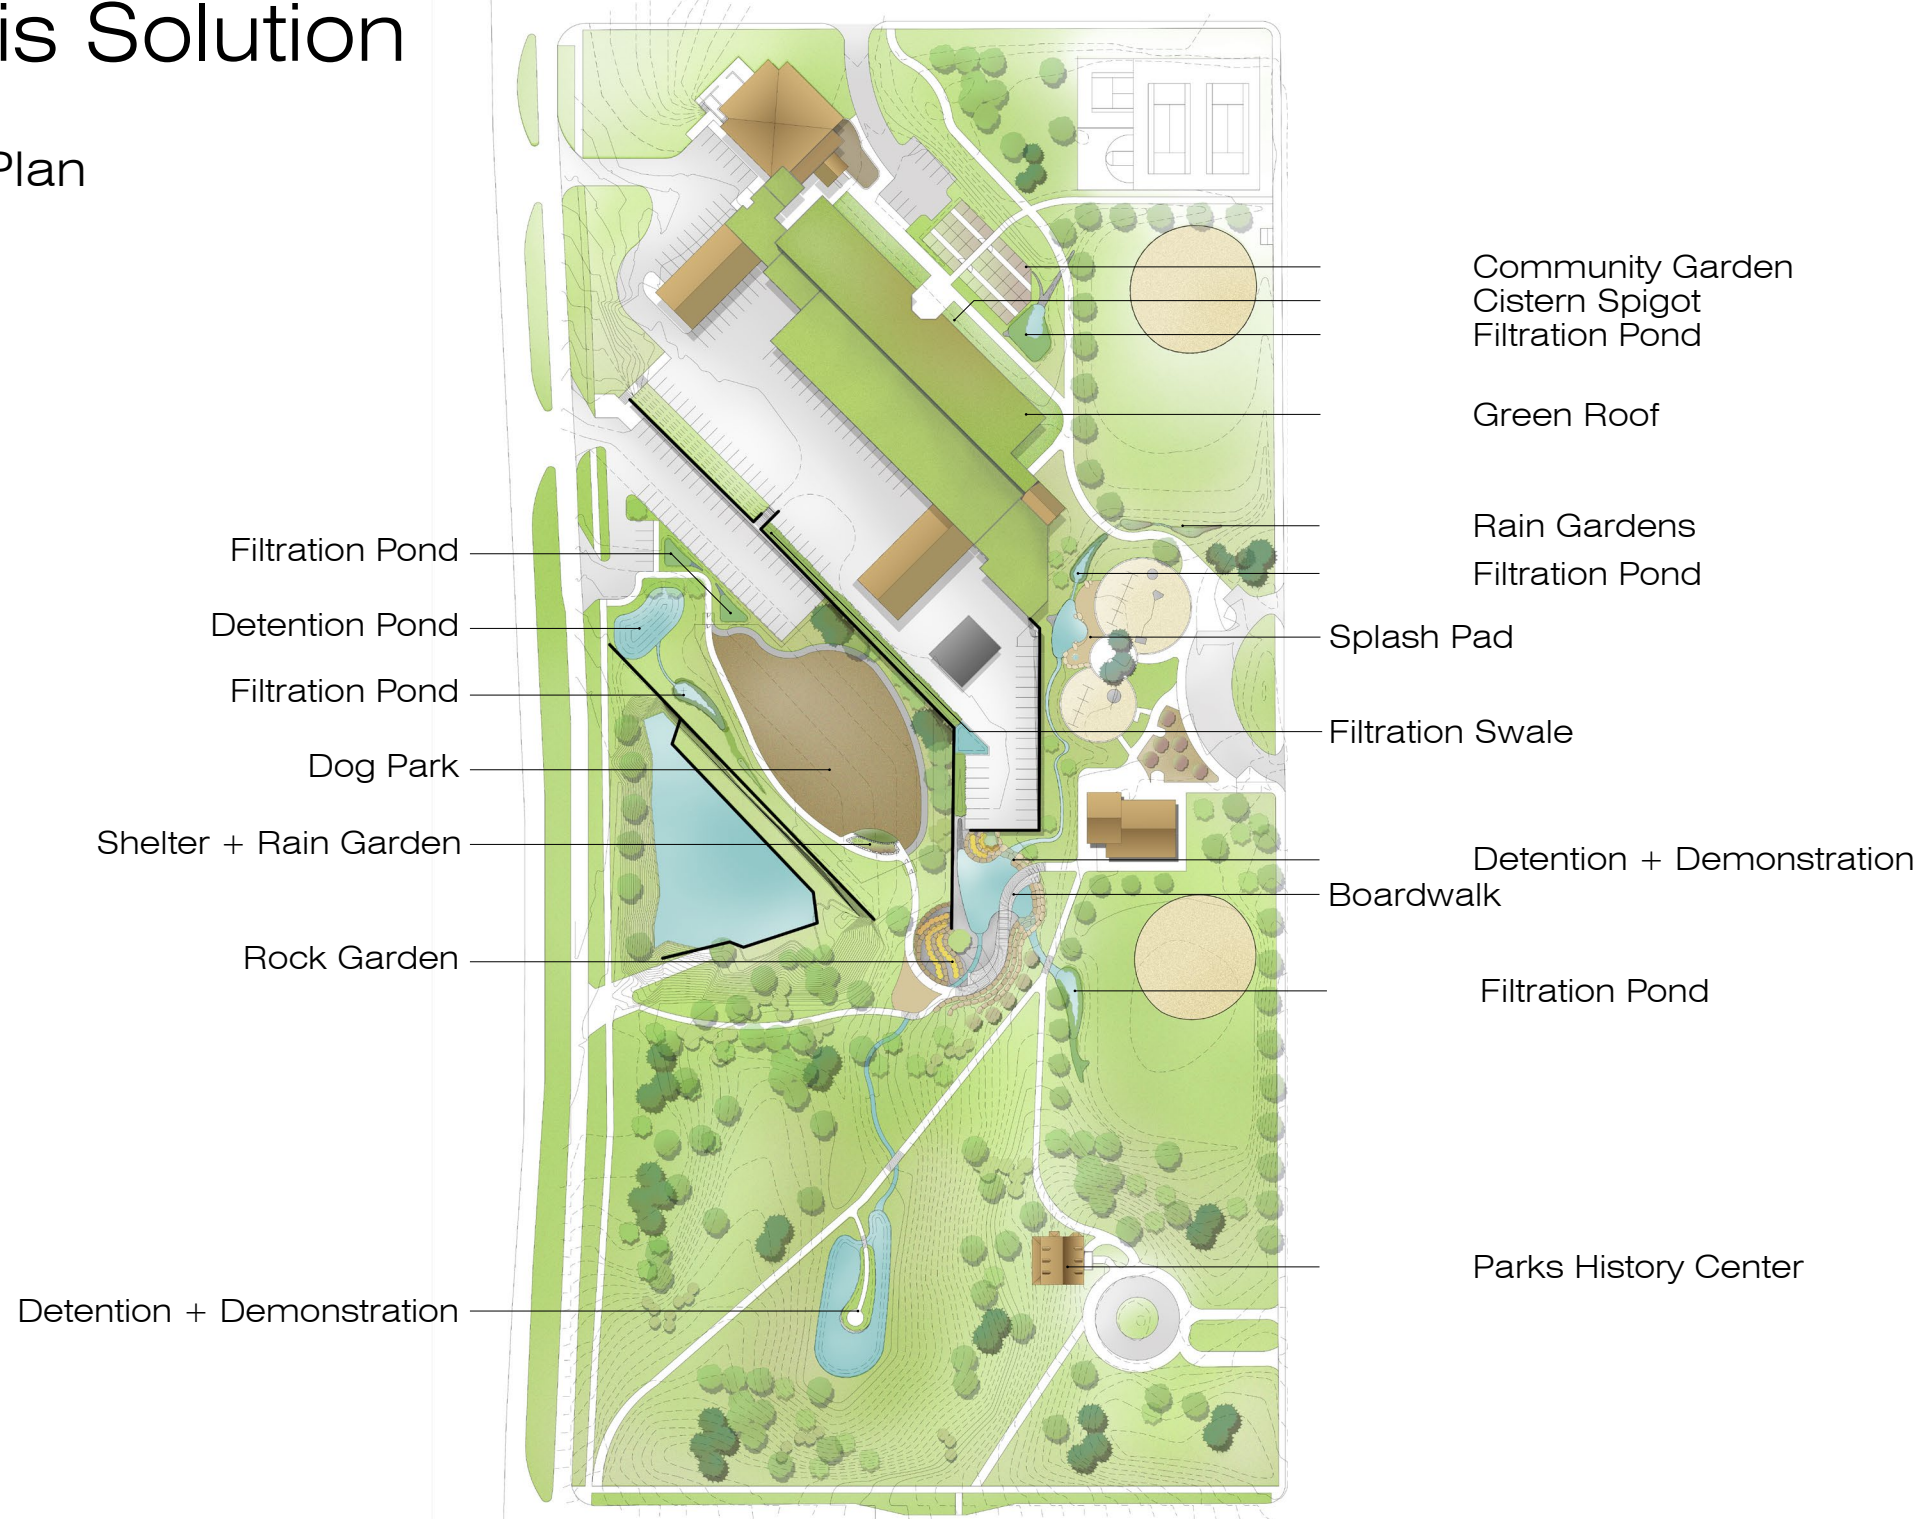 is Solution
Plan
Community Garden
Cistern Spigot
Filtration Pond
Green Roof
Rain Gardens
Filtration Pond
Splash Pad
Filtration Swale
Detention + Demonstration
Boardwalk
Filtration Pond
Parks History Center
Filtration Pond
Detention Pond
Filtration Pond
Dog Park
Shelter + Rain Garden
Rock Garden
Detention + Demonstration